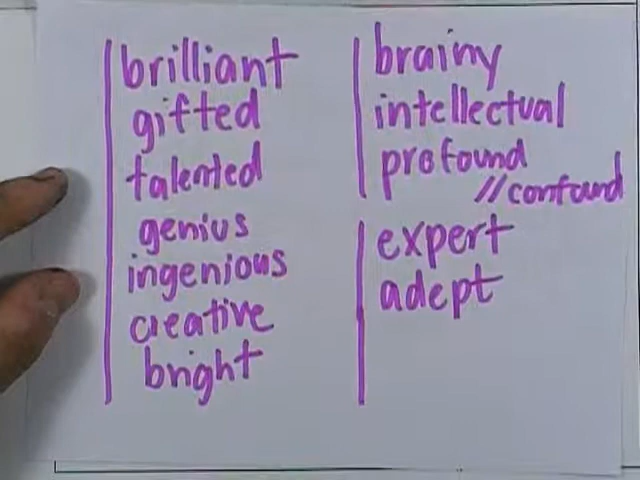 brilliant
gifted
talented
genius
ingenious
creative
bright
brainy
intellectual
profound
//confound
expert
adept